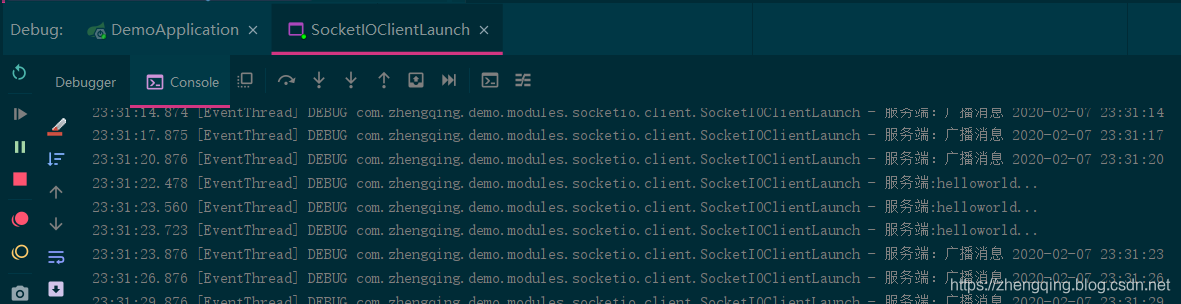 Debug: DemoApplication × SocketIOClientLaunch ×
Debugger Console
23:31:14.874 [EventThread] DEBUG com.zhengqing.demo.modules.socketio.client.SocketIOClientLaunch - 服务端：广播消息 2020-02-07 23:31:14
23:31:17.875 [EventThread] DEBUG com.zhengqing.demo.modules.socketio.client.SocketIOClientLaunch - 服务端：广播消息 2020-02-07 23:31:17
23:31:20.876 [EventThread] DEBUG com.zhengqing.demo.modules.socketio.client.SocketIOClientLaunch - 服务端：广播消息 2020-02-07 23:31:20
23:31:22.478 [EventThread] DEBUG com.zhengqing.demo.modules.socketio.client.SocketIOClientLaunch - 服务端:helloworld...
23:31:23.560 [EventThread] DEBUG com.zhengqing.demo.modules.socketio.client.SocketIOClientLaunch - 服务端:helloworld...
23:31:23.723 [EventThread] DEBUG com.zhengqing.demo.modules.socketio.client.SocketIOClientLaunch - 服务端:helloworld...
23:31:23.876 [EventThread] DEBUG com.zhengqing.demo.modules.socketio.client.SocketIOClientLaunch - 服务端：广播消息 2020-02-07 23:31:23
23:31:26.876 [EventThread] DEBUG com.zhengqing.demo.modules.socketio.client.SocketIOClientLaunch - 服务端：广播消息 2020-02-07 23:31:26
https://zhengqing.blog.csdn.net
23:31:29.876 [EventThread] DEBUG com.zhengqing.demo.modules.socketio.client.SocketIOClientLaunch - 服务端：广播消息 2020-02-07 23:31:29